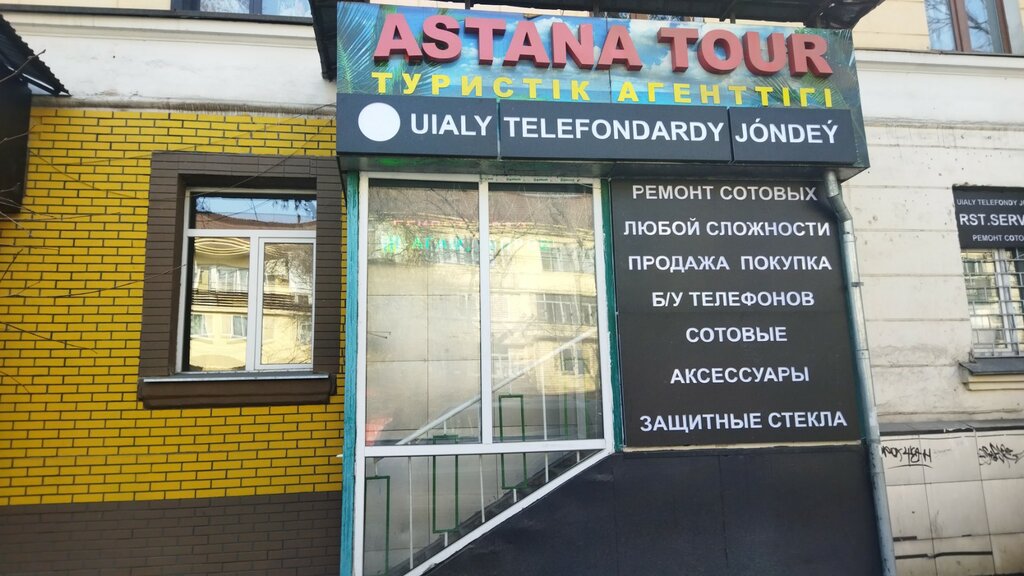 ASTANA TOUR
ТУРИСТІК АГЕНТТІГІ
UIALY TELEFONDARDY JÓNDEÝ
РЕМОНТ СОТОВЫХ
ЛЮБОЙ СЛОЖНОСТИ
ПРОДАЖА ПОКУПКА
Б/У ТЕЛЕФОНОВ
СОТОВЫЕ
АКСЕССУАРЫ
ЗАЩИТНЫЕ СТЕКЛА
UIALY TELEFONDY
RST.SERV
РЕМОНТ СОТО